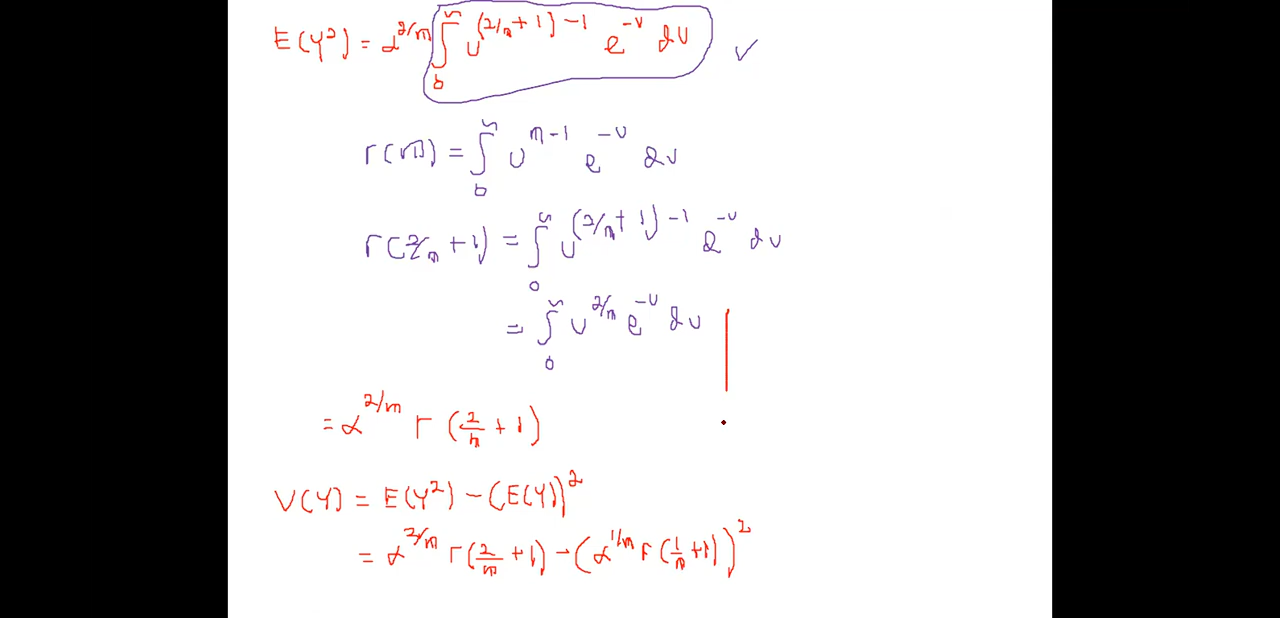 E(Y²) = α^(2/m) ∫₀^∞ u^((2/m + 1) − 1) e^(−u) du ✓
Γ(m) = ∫₀^∞ u^(m−1) e^(−u) du
Γ(2/m + 1) = ∫₀^∞ u^((2/m + 1) − 1) e^(−u) du
= ∫₀^∞ u^(2/m) e^(−u) du
= α^(2/m) Γ(2/m + 1)
V(Y) = E(Y²) − (E(Y))²
= α^(2/m) Γ(2/m + 1) − (α^(1/m) Γ(1/m + 1))²